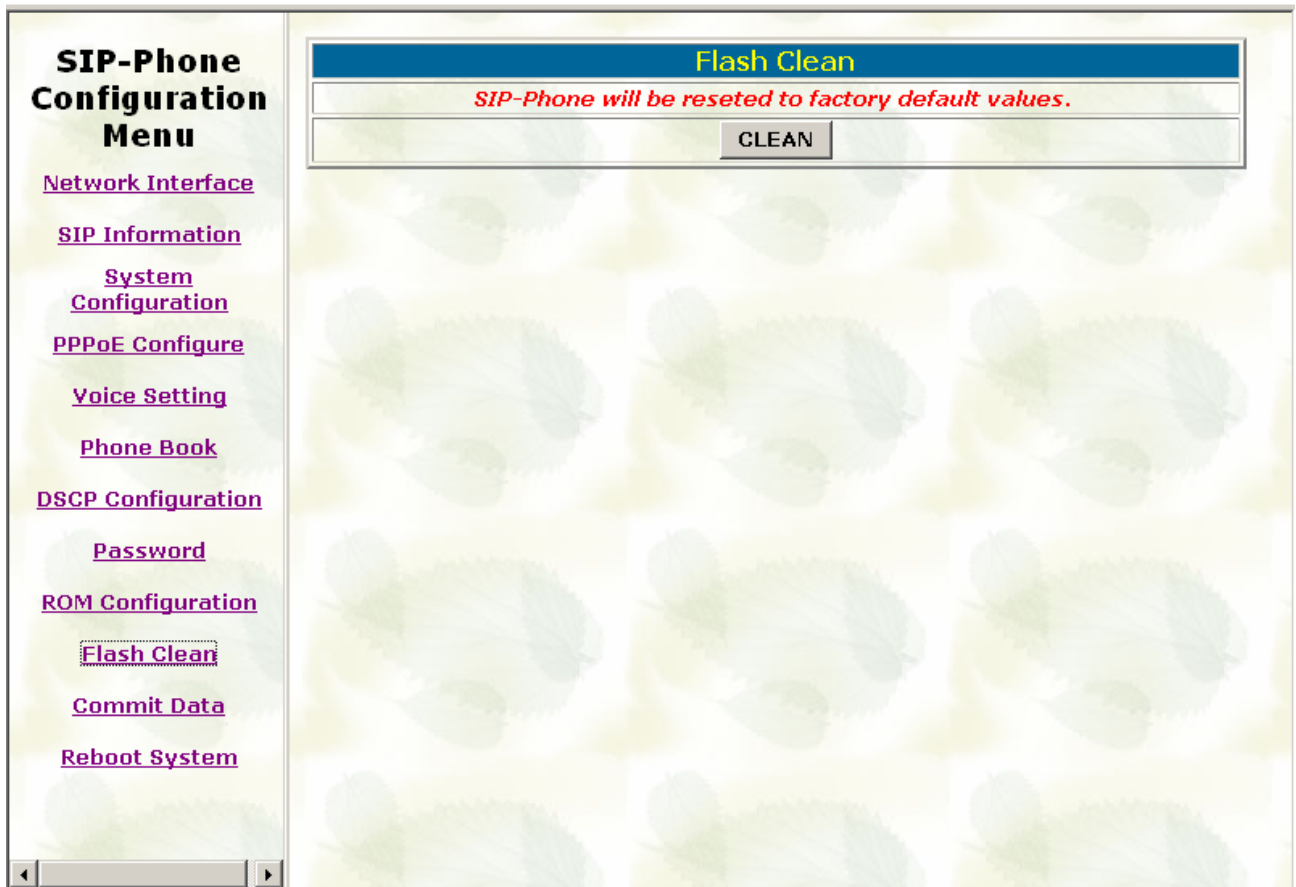 SIP-Phone
Configuration
Menu
Network Interface
SIP Information
System
Configuration
PPPoE Configure
Voice Setting
Phone Book
DSCP Configuration
Password
ROM Configuration
Flash Clean
Commit Data
Reboot System
Flash Clean
SIP-Phone will be reseted to factory default values.
CLEAN